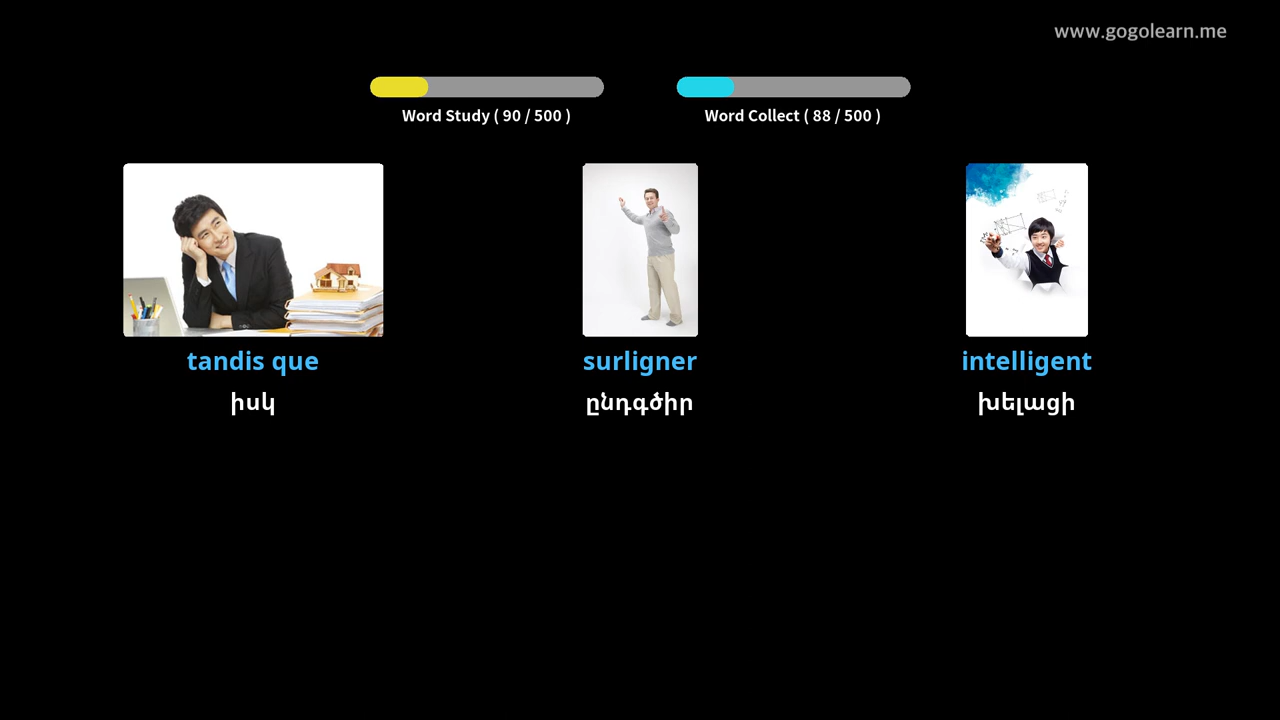 www.gogolearn.me
Word Study ( 90 / 500 )
Word Collect ( 88 / 500 )
tandis que
surligner
intelligent
իսկ
ընդգծիր
խելացի